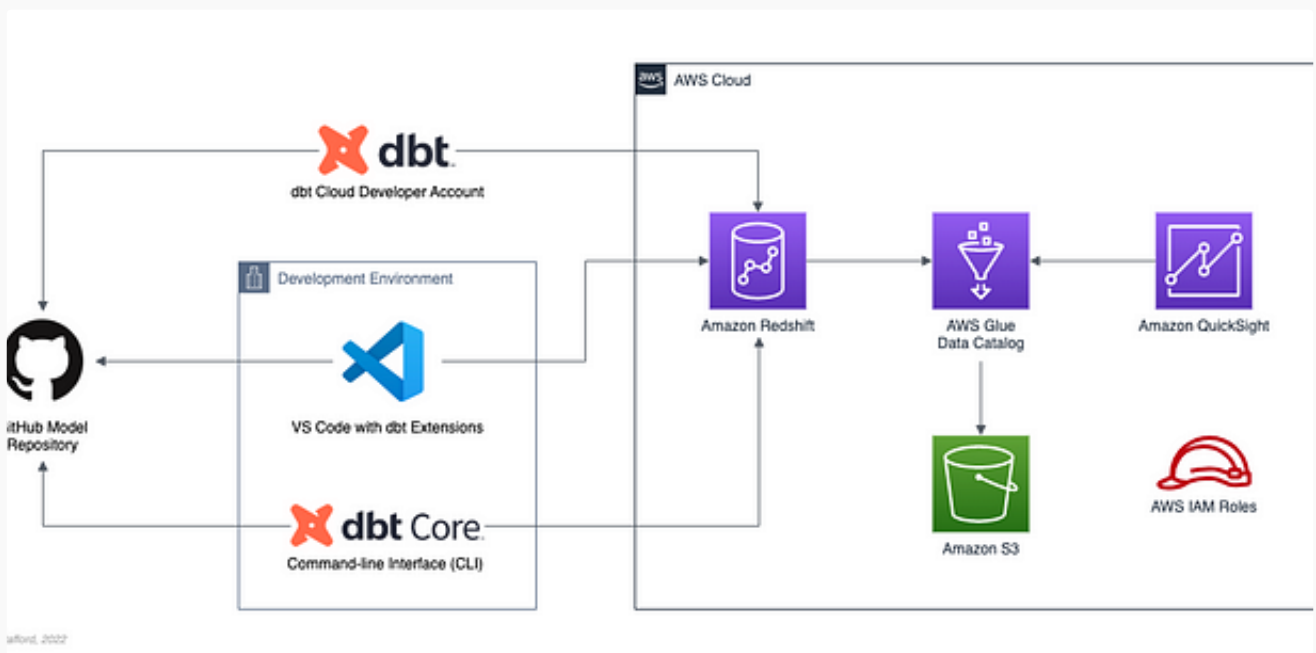 aws AWS Cloud
dbt
dbt Cloud Developer Account
Development Environment
Amazon Redshift
AWS Glue
Data Catalog
Amazon QuickSight
itHub Model
Repository
VS Code with dbt Extensions
dbt Core
Command-line Interface (CLI)
AWS IAM Roles
Amazon S3
afford, 2022